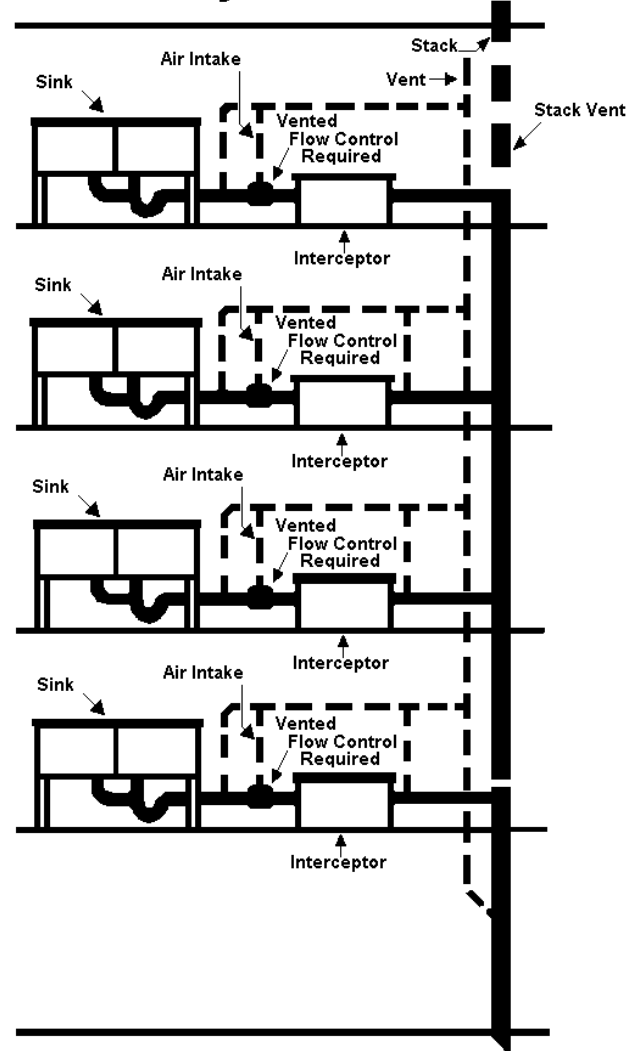 Stack
Air Intake
Vent
Sink
Stack Vent
Vented
Flow Control
Required
Interceptor
Air Intake
Sink
Vented
Flow Control
Required
Interceptor
Air Intake
Sink
Vented
Flow Control
Required
Interceptor
Air Intake
Sink
Vented
Flow Control
Required
Interceptor